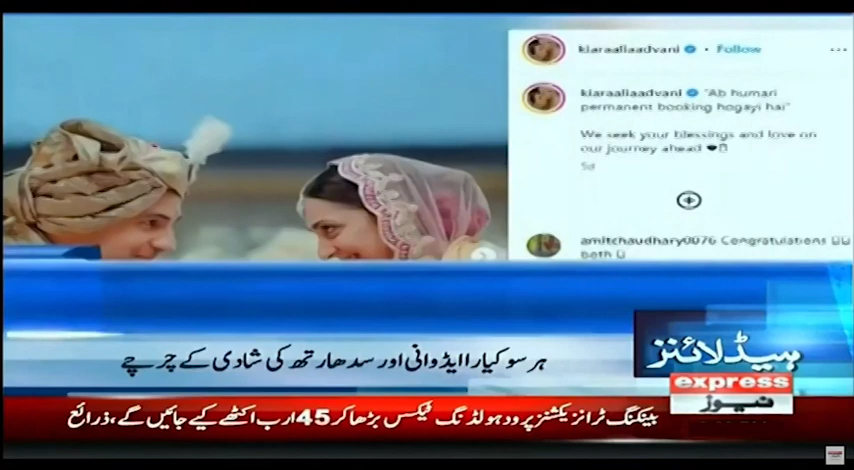 kiaraaliaadvani • Follow
kiaraaliaadvani "Ab humari
permanent booking hogayi hai"
We seek your blessings and love on
our journey ahead
5d
amitchaudhary0076 Congratulations
both
ہر سو کیارا ایڈوانی اور سدھارتھ کی شادی کے چرچے
ہیڈلائنز
express
نیوز
بینکنگ ٹرانزیکشنز پر ود ہولڈنگ ٹیکس بڑھا کر 45 ارب اکٹھے کیے جائیں گے، ذرائع